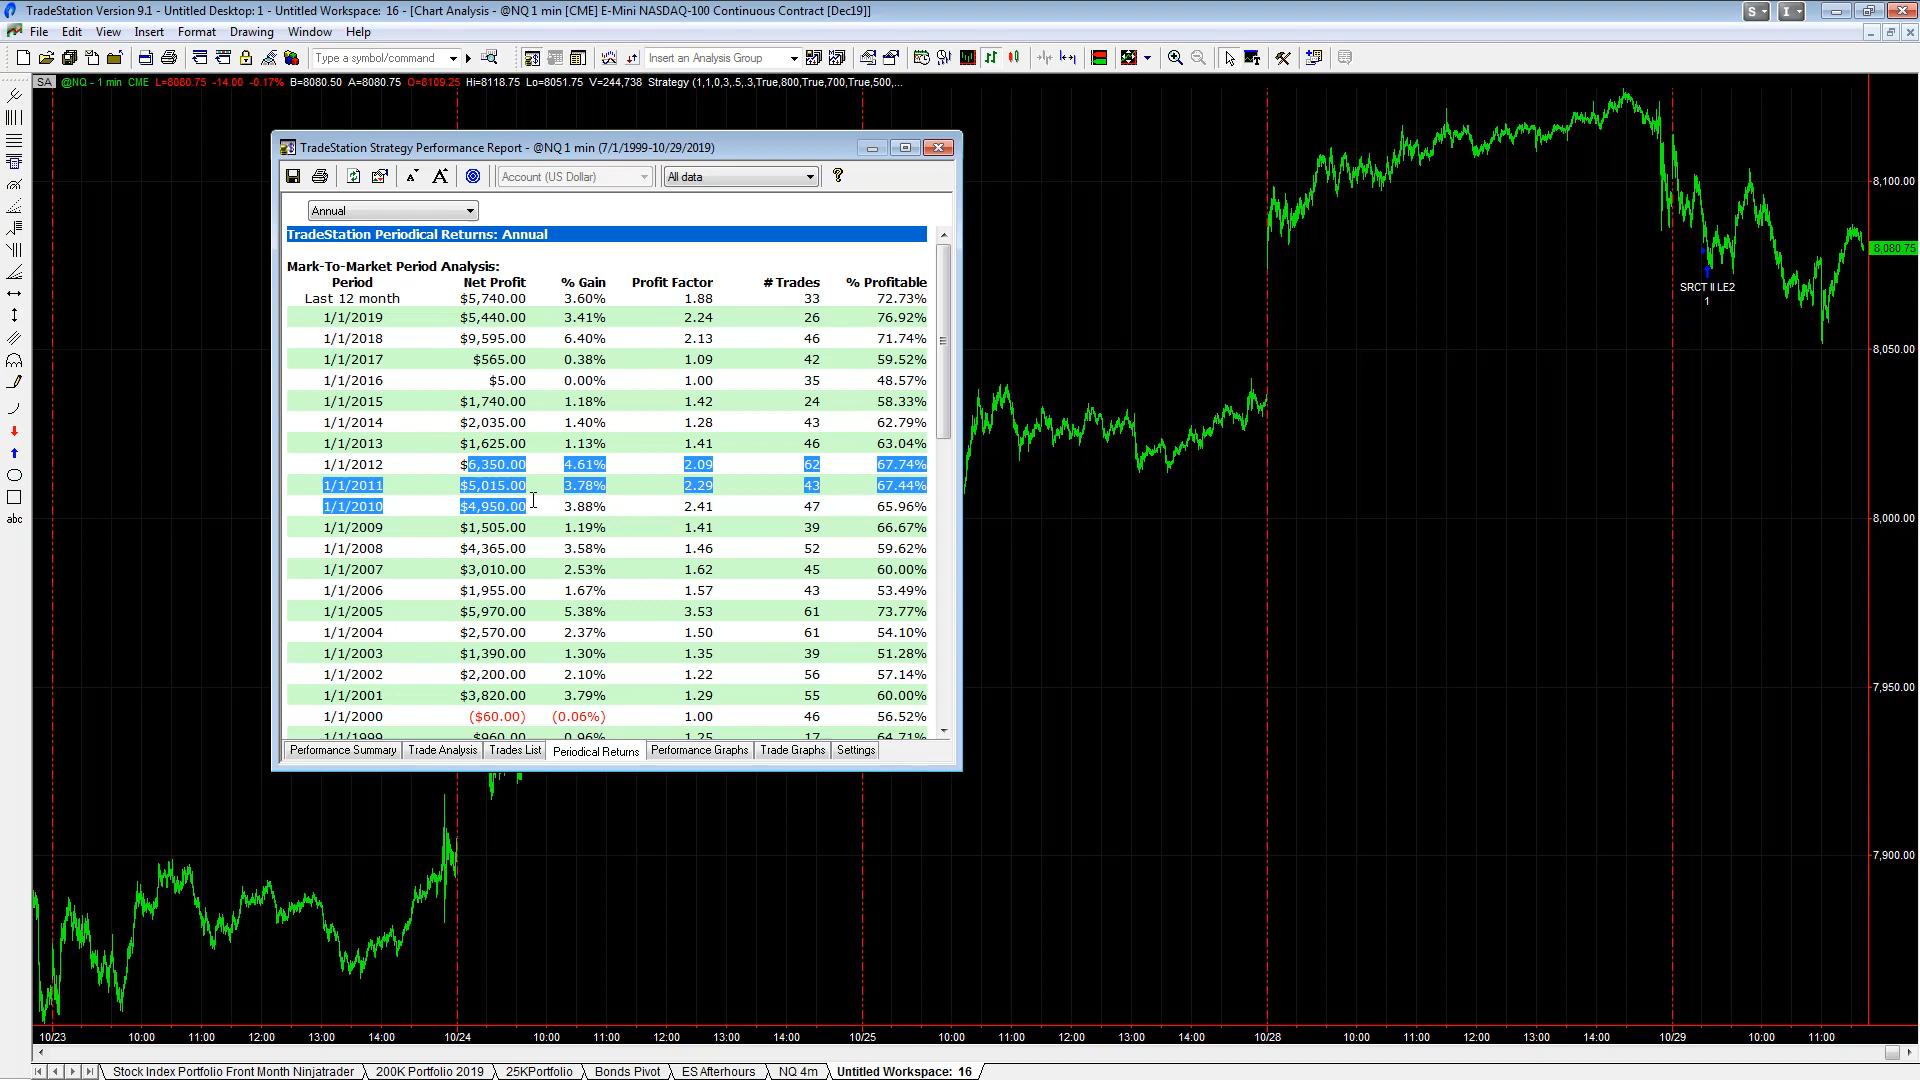 TradeStation Version 9.1 - Untitled Desktop: 1 - Untitled Workspace: 16 - [Chart Analysis - @NQ 1 min [CME] E-Mini NASDAQ-100 Continuous Contract [Dec19]]
S
I
File Edit View Insert Format Drawing Window Help
Type a symbol/command
Insert an Analysis Group
SA @NQ - 1 min CME L=8080.75 -14.00 -0.17% B=8080.50 A=8080.75 O=8109.25 Hi=8118.75 Lo=8051.75 V=244,738 Strategy (1,1,0,3,.5,.3,True,800,True,700,True,500,...
TradeStation Strategy Performance Report - @NQ 1 min (7/1/1999-10/29/2019)
A A Account (US Dollar) All data ?
Annual
TradeStation Periodical Returns: Annual
Mark-To-Market Period Analysis:
Period Net Profit % Gain Profit Factor # Trades % Profitable
Last 12 month $5,740.00 3.60% 1.88 33 72.73%
1/1/2019 $5,440.00 3.41% 2.24 26 76.92%
1/1/2018 $9,595.00 6.40% 2.13 46 71.74%
1/1/2017 $565.00 0.38% 1.09 42 59.52%
1/1/2016 $5.00 0.00% 1.00 35 48.57%
1/1/2015 $1,740.00 1.18% 1.42 24 58.33%
1/1/2014 $2,035.00 1.40% 1.28 43 62.79%
1/1/2013 $1,625.00 1.13% 1.41 46 63.04%
1/1/2012 $6,350.00 4.61% 2.09 62 67.74%
1/1/2011 $5,015.00 3.78% 2.29 43 67.44%
1/1/2010 $4,950.00 3.88% 2.41 47 65.96%
1/1/2009 $1,505.00 1.19% 1.41 39 66.67%
1/1/2008 $4,365.00 3.58% 1.46 52 59.62%
1/1/2007 $3,010.00 2.53% 1.62 45 60.00%
1/1/2006 $1,955.00 1.67% 1.57 43 53.49%
1/1/2005 $5,970.00 5.38% 3.53 61 73.77%
1/1/2004 $2,570.00 2.37% 1.50 61 54.10%
1/1/2003 $1,390.00 1.30% 1.35 39 51.28%
1/1/2002 $2,200.00 2.10% 1.22 56 57.14%
1/1/2001 $3,820.00 3.79% 1.29 55 60.00%
1/1/2000 ($60.00) (0.06%) 1.00 46 56.52%
1/1/1999 $960.00 0.96% 1.25 17 64.71%
Performance Summary Trade Analysis Trades List Periodical Returns Performance Graphs Trade Graphs Settings
abc
SRCT II LE2
1
8,100.00
8,080.75
8,050.00
8,000.00
7,950.00
7,900.00
10/23 10:00 11:00 12:00 13:00 14:00 10/24 10:00 11:00 12:00 13:00 14:00 10/25 10:00 11:00 12:00 13:00 14:00 10/28 10:00 11:00 12:00 13:00 14:00 10/29 10:00 11:00
Stock Index Portfolio Front Month Ninjatrader 200K Portfolio 2019 25KPortfolio Bonds Pivot ES Afterhours NQ 4m Untitled Workspace: 16